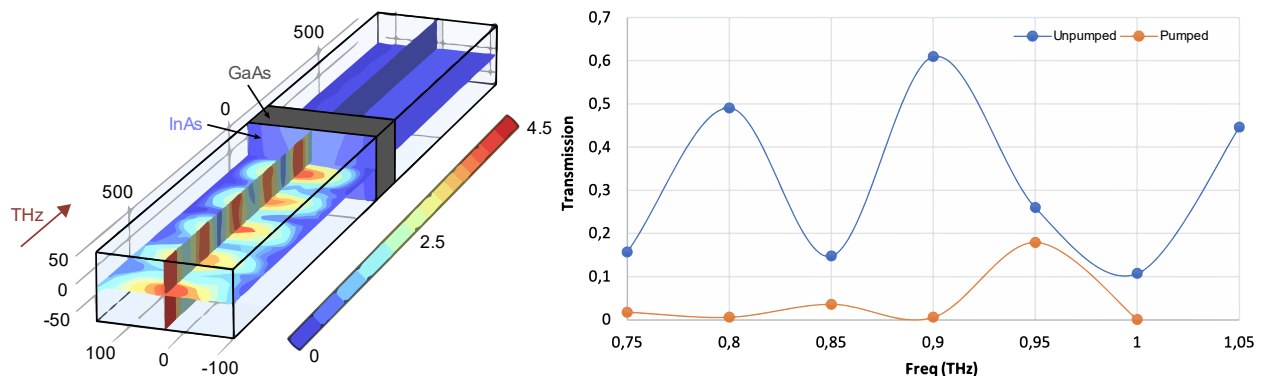 500
GaAs
0
InAs
500
THz
50
0
-50
100
0
-100
4.5
2.5
0
0,7
0,6
0,5
0,4
0,3
0,2
0,1
0
Transmission
Unpumped Pumped
0,75 0,8 0,85 0,9 0,95 1 1,05
Freq (THz)